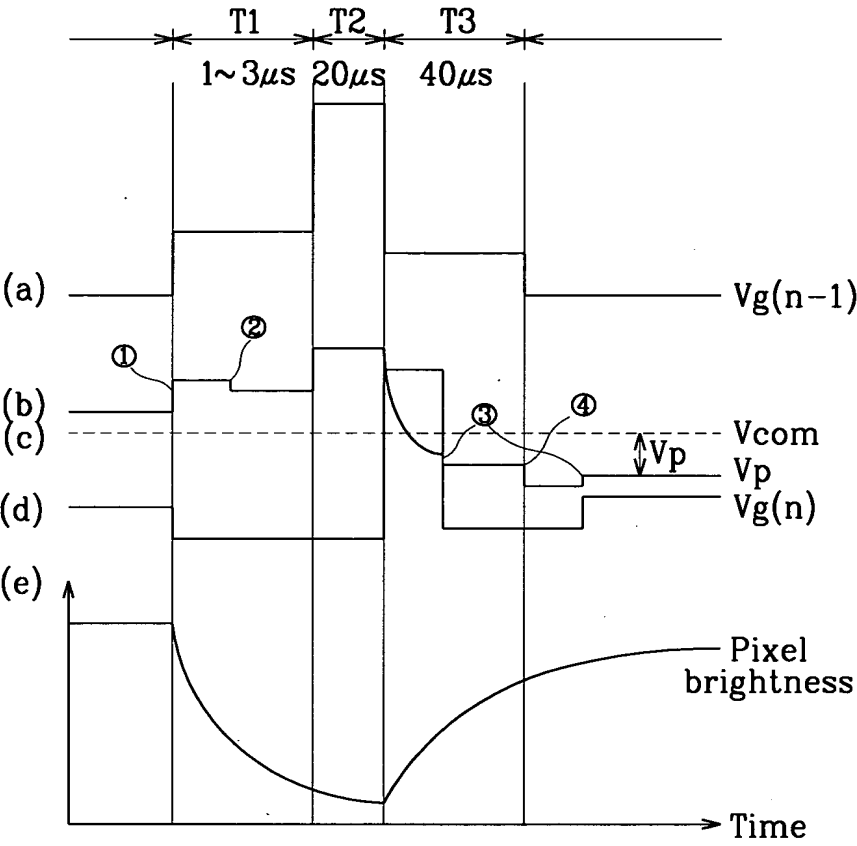 T1 T2 T3
1~3μs 20μs 40μs
(a) Vg(n-1)
②
①
(b) ③ ④
(c) Vcom
Vp
Vp
(d) Vg(n)
(e)
Pixel
brightness
Time